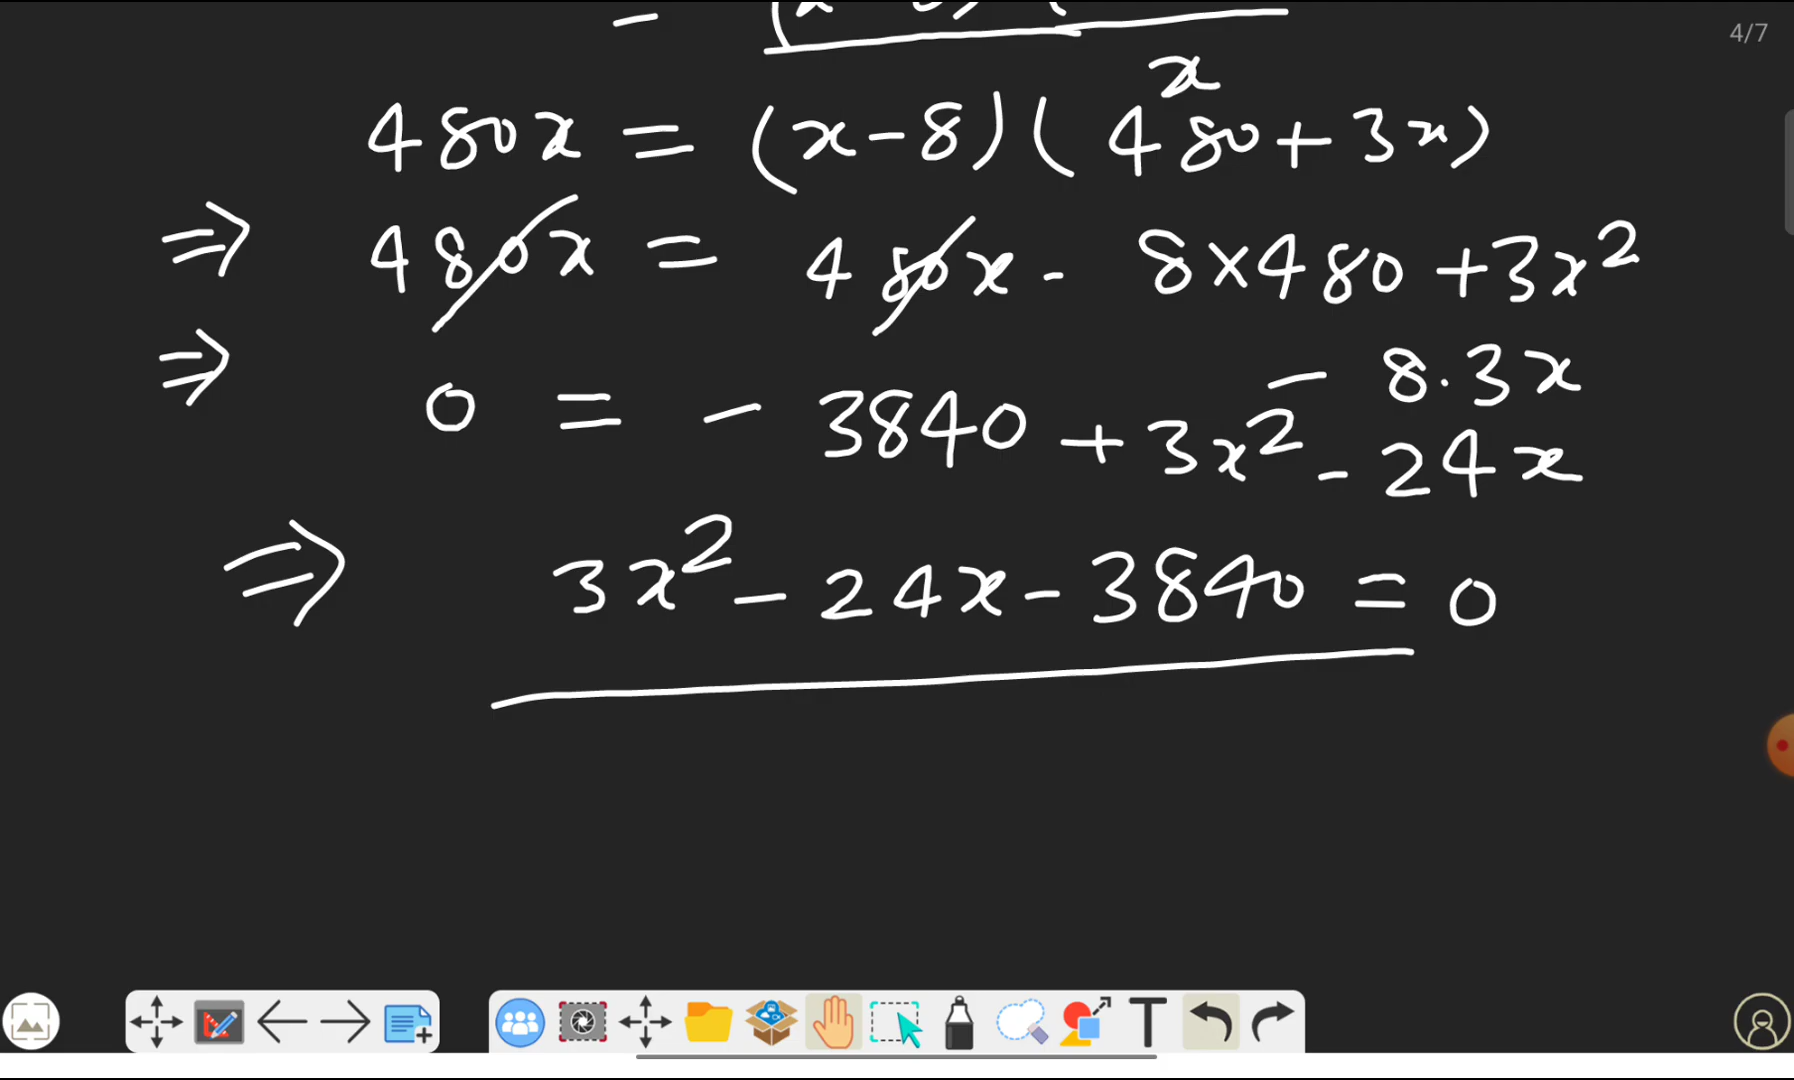 4/7
x
480x = (x-8)(480+3x)
⇒ 480x = 480x - 8×480 +3x²
- 8.3x
⇒ 0 = - 3840 + 3x² - 24x
⇒ 3x² - 24x - 3840 = 0
T